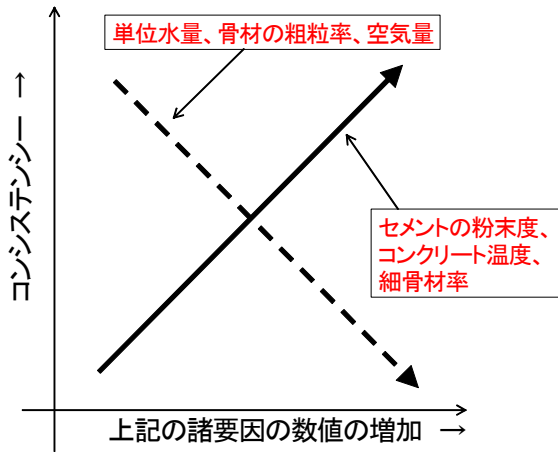 単位水量、骨材の粗粒率、空気量
コンシステンシー →
セメントの粉末度、
コンクリート温度、
細骨材率
上記の諸要因の数値の増加 →